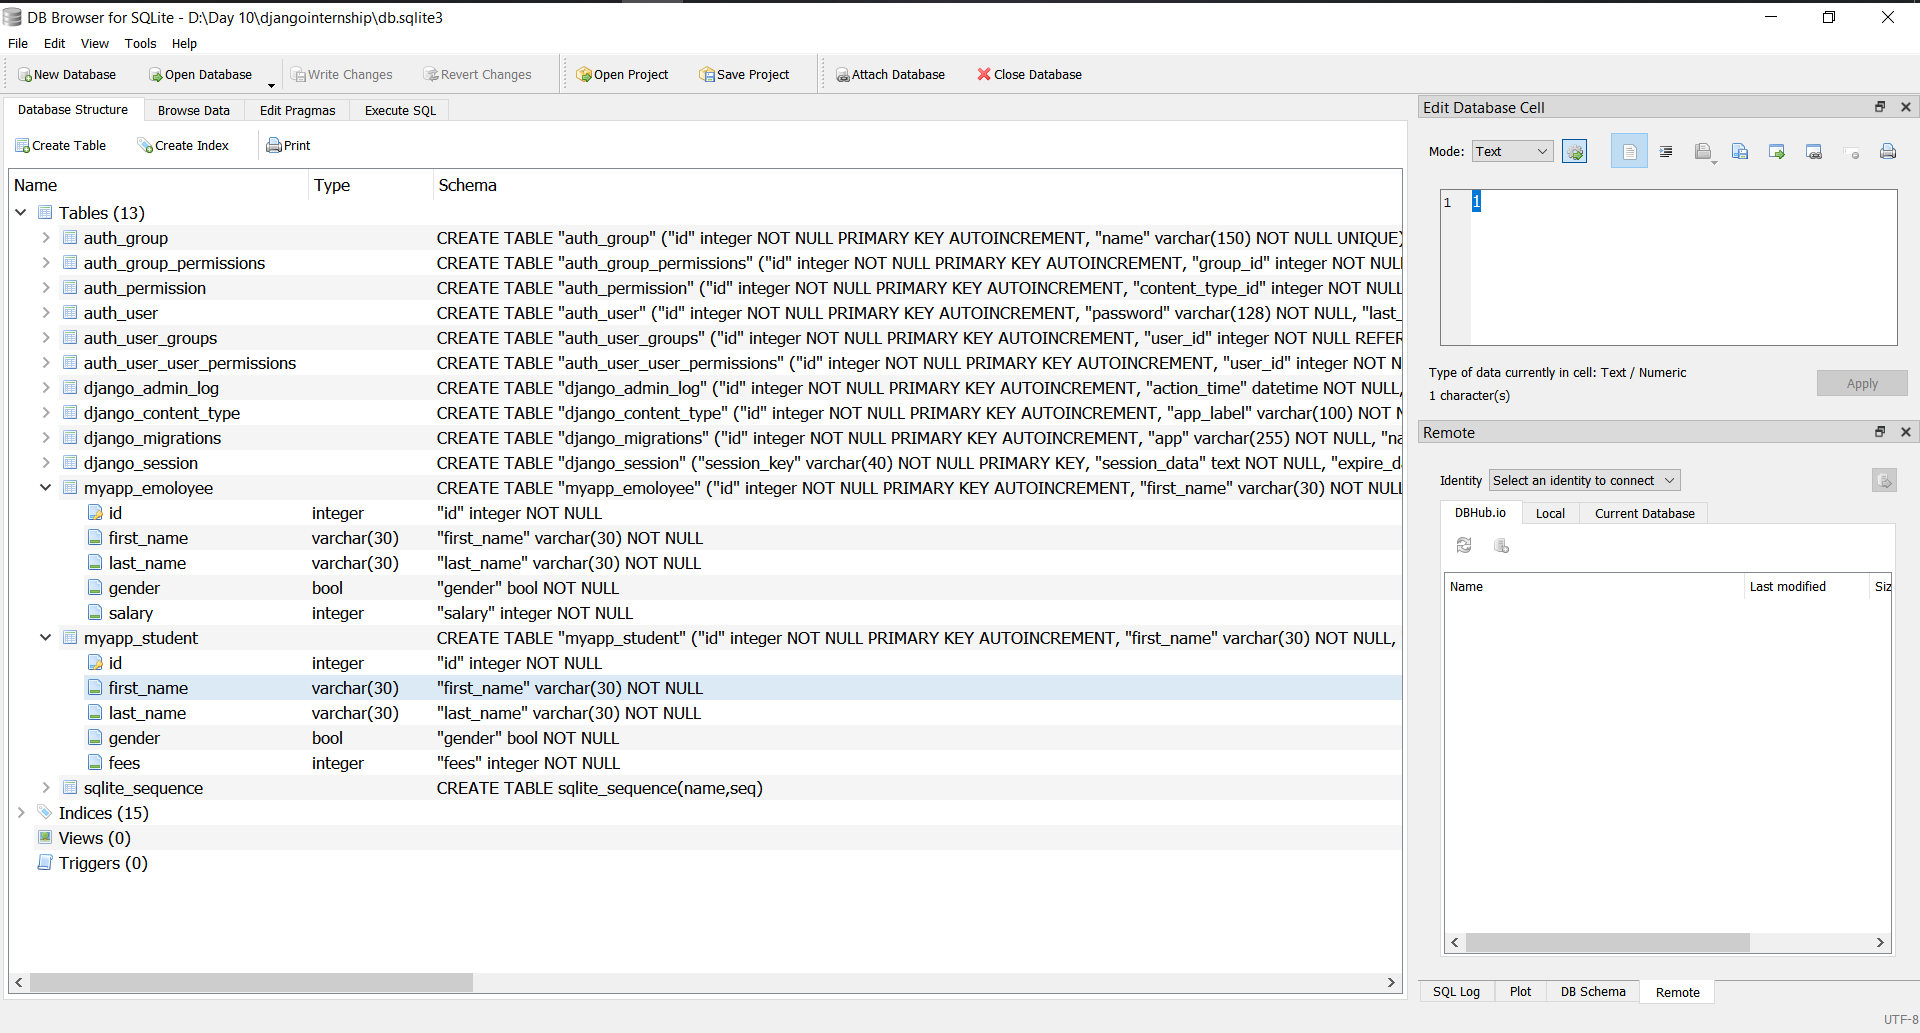 DB Browser for SQLite - D:\Day 10\djangointernship\db.sqlite3
File Edit View Tools Help
New Database Open Database Write Changes Revert Changes Open Project Save Project Attach Database Close Database
Database Structure Browse Data Edit Pragmas Execute SQL
Create Table Create Index Print
Name Type Schema
Tables (13)
auth_group CREATE TABLE "auth_group" ("id" integer NOT NULL PRIMARY KEY AUTOINCREMENT, "name" varchar(150) NOT NULL UNIQUE)
auth_group_permissions CREATE TABLE "auth_group_permissions" ("id" integer NOT NULL PRIMARY KEY AUTOINCREMENT, "group_id" integer NOT NULL
auth_permission CREATE TABLE "auth_permission" ("id" integer NOT NULL PRIMARY KEY AUTOINCREMENT, "content_type_id" integer NOT NULL
auth_user CREATE TABLE "auth_user" ("id" integer NOT NULL PRIMARY KEY AUTOINCREMENT, "password" varchar(128) NOT NULL, "last_
auth_user_groups CREATE TABLE "auth_user_groups" ("id" integer NOT NULL PRIMARY KEY AUTOINCREMENT, "user_id" integer NOT NULL REFER
auth_user_user_permissions CREATE TABLE "auth_user_user_permissions" ("id" integer NOT NULL PRIMARY KEY AUTOINCREMENT, "user_id" integer NOT N
django_admin_log CREATE TABLE "django_admin_log" ("id" integer NOT NULL PRIMARY KEY AUTOINCREMENT, "action_time" datetime NOT NULL,
django_content_type CREATE TABLE "django_content_type" ("id" integer NOT NULL PRIMARY KEY AUTOINCREMENT, "app_label" varchar(100) NOT N
django_migrations CREATE TABLE "django_migrations" ("id" integer NOT NULL PRIMARY KEY AUTOINCREMENT, "app" varchar(255) NOT NULL, "na
django_session CREATE TABLE "django_session" ("session_key" varchar(40) NOT NULL PRIMARY KEY, "session_data" text NOT NULL, "expire_d
myapp_emoloyee CREATE TABLE "myapp_emoloyee" ("id" integer NOT NULL PRIMARY KEY AUTOINCREMENT, "first_name" varchar(30) NOT NULL
id integer "id" integer NOT NULL
first_name varchar(30) "first_name" varchar(30) NOT NULL
last_name varchar(30) "last_name" varchar(30) NOT NULL
gender bool "gender" bool NOT NULL
salary integer "salary" integer NOT NULL
myapp_student CREATE TABLE "myapp_student" ("id" integer NOT NULL PRIMARY KEY AUTOINCREMENT, "first_name" varchar(30) NOT NULL,
id integer "id" integer NOT NULL
first_name varchar(30) "first_name" varchar(30) NOT NULL
last_name varchar(30) "last_name" varchar(30) NOT NULL
gender bool "gender" bool NOT NULL
fees integer "fees" integer NOT NULL
sqlite_sequence CREATE TABLE sqlite_sequence(name,seq)
Indices (15)
Views (0)
Triggers (0)
Edit Database Cell
Mode: Text
1 1
Type of data currently in cell: Text / Numeric
1 character(s)
Apply
Remote
Identity Select an identity to connect
DBHub.io Local Current Database
Name Last modified Siz
SQL Log Plot DB Schema Remote
UTF-8